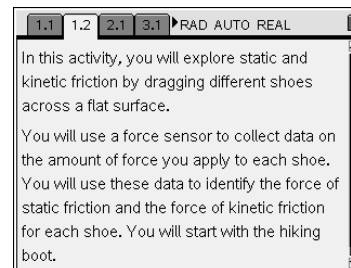 1.1 1.2 2.1 3.1 RAD AUTO REAL
In this activity, you will explore static and
kinetic friction by dragging different shoes
across a flat surface.
You will use a force sensor to collect data on
the amount of force you apply to each shoe.
You will use these data to identify the force of
static friction and the force of kinetic friction
for each shoe. You will start with the hiking
boot.